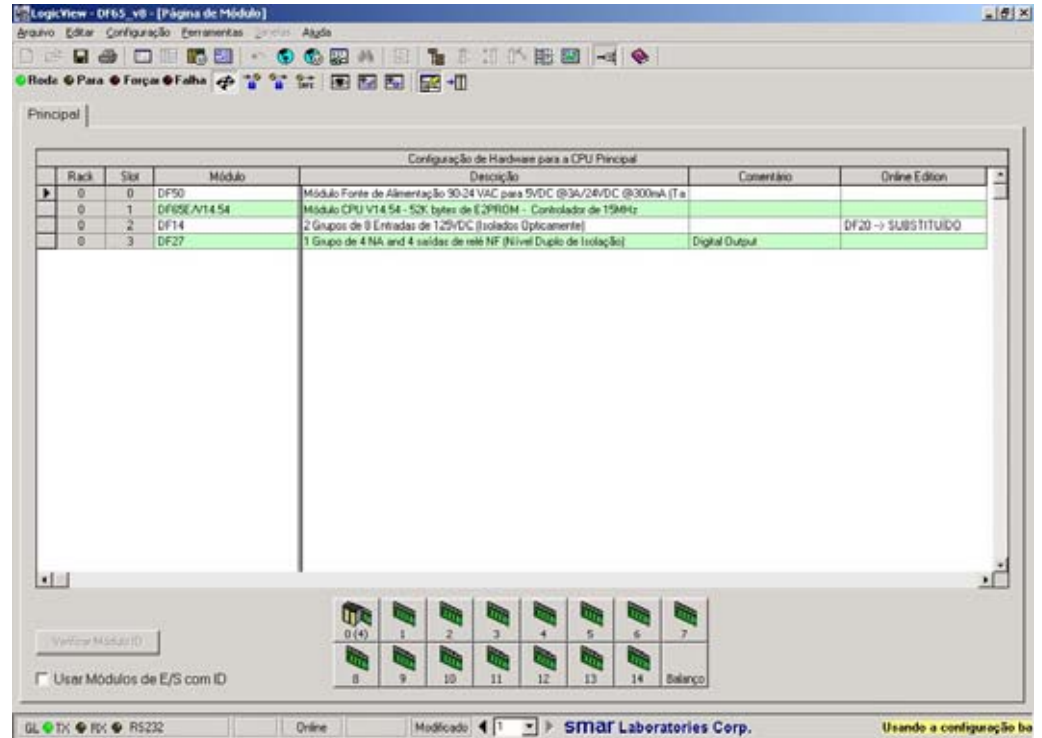 LogicView - DF65_v8 - [Página de Módulo]
Arquivo Editar Configuração Ferramentas Ajuda
Rede Para Forçar Falha
Principal
Configuração de Hardware para a CPU Principal
Rack Slot Módulo Descrição Comentário Online Edition
0 0 DF50 Módulo Fonte de Alimentação 90-24 VAC para 5VDC @3A/24VDC @300mA (Ta
0 1 DF65E/V14.54 Módulo CPU V14.54 - 52K bytes de E2PROM - Controlador de 15MHz
0 2 DF14 2 Grupos de 8 Entradas de 125VDC (Isolados Opticamente) DF20 -> SUBSTITUÍDO
0 3 DF27 1 Grupo de 4 NA and 4 saídas de relé NF (Nível Duplo de Isolação) Digital Output
0 (4) 1 2 3 4 5 6 7
Verificar Módulo ID
8 9 10 11 12 13 14 Balanço
Usar Módulos de E/S com ID
GL TX RX RS232 Online Modificado 1 smar Laboratories Corp. Usando a configuração ba